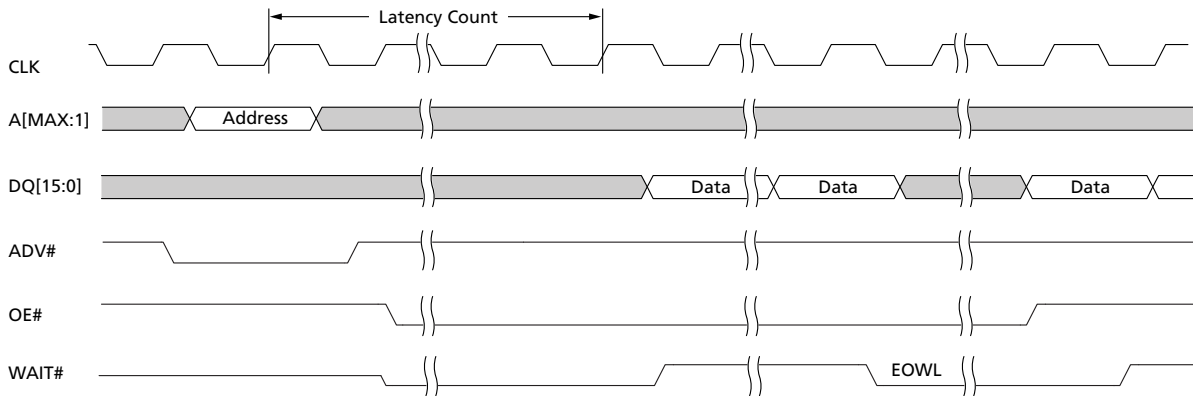 Latency Count
CLK
A[MAX:1] Address
DQ[15:0] Data Data Data
ADV#
OE#
WAIT# EOWL